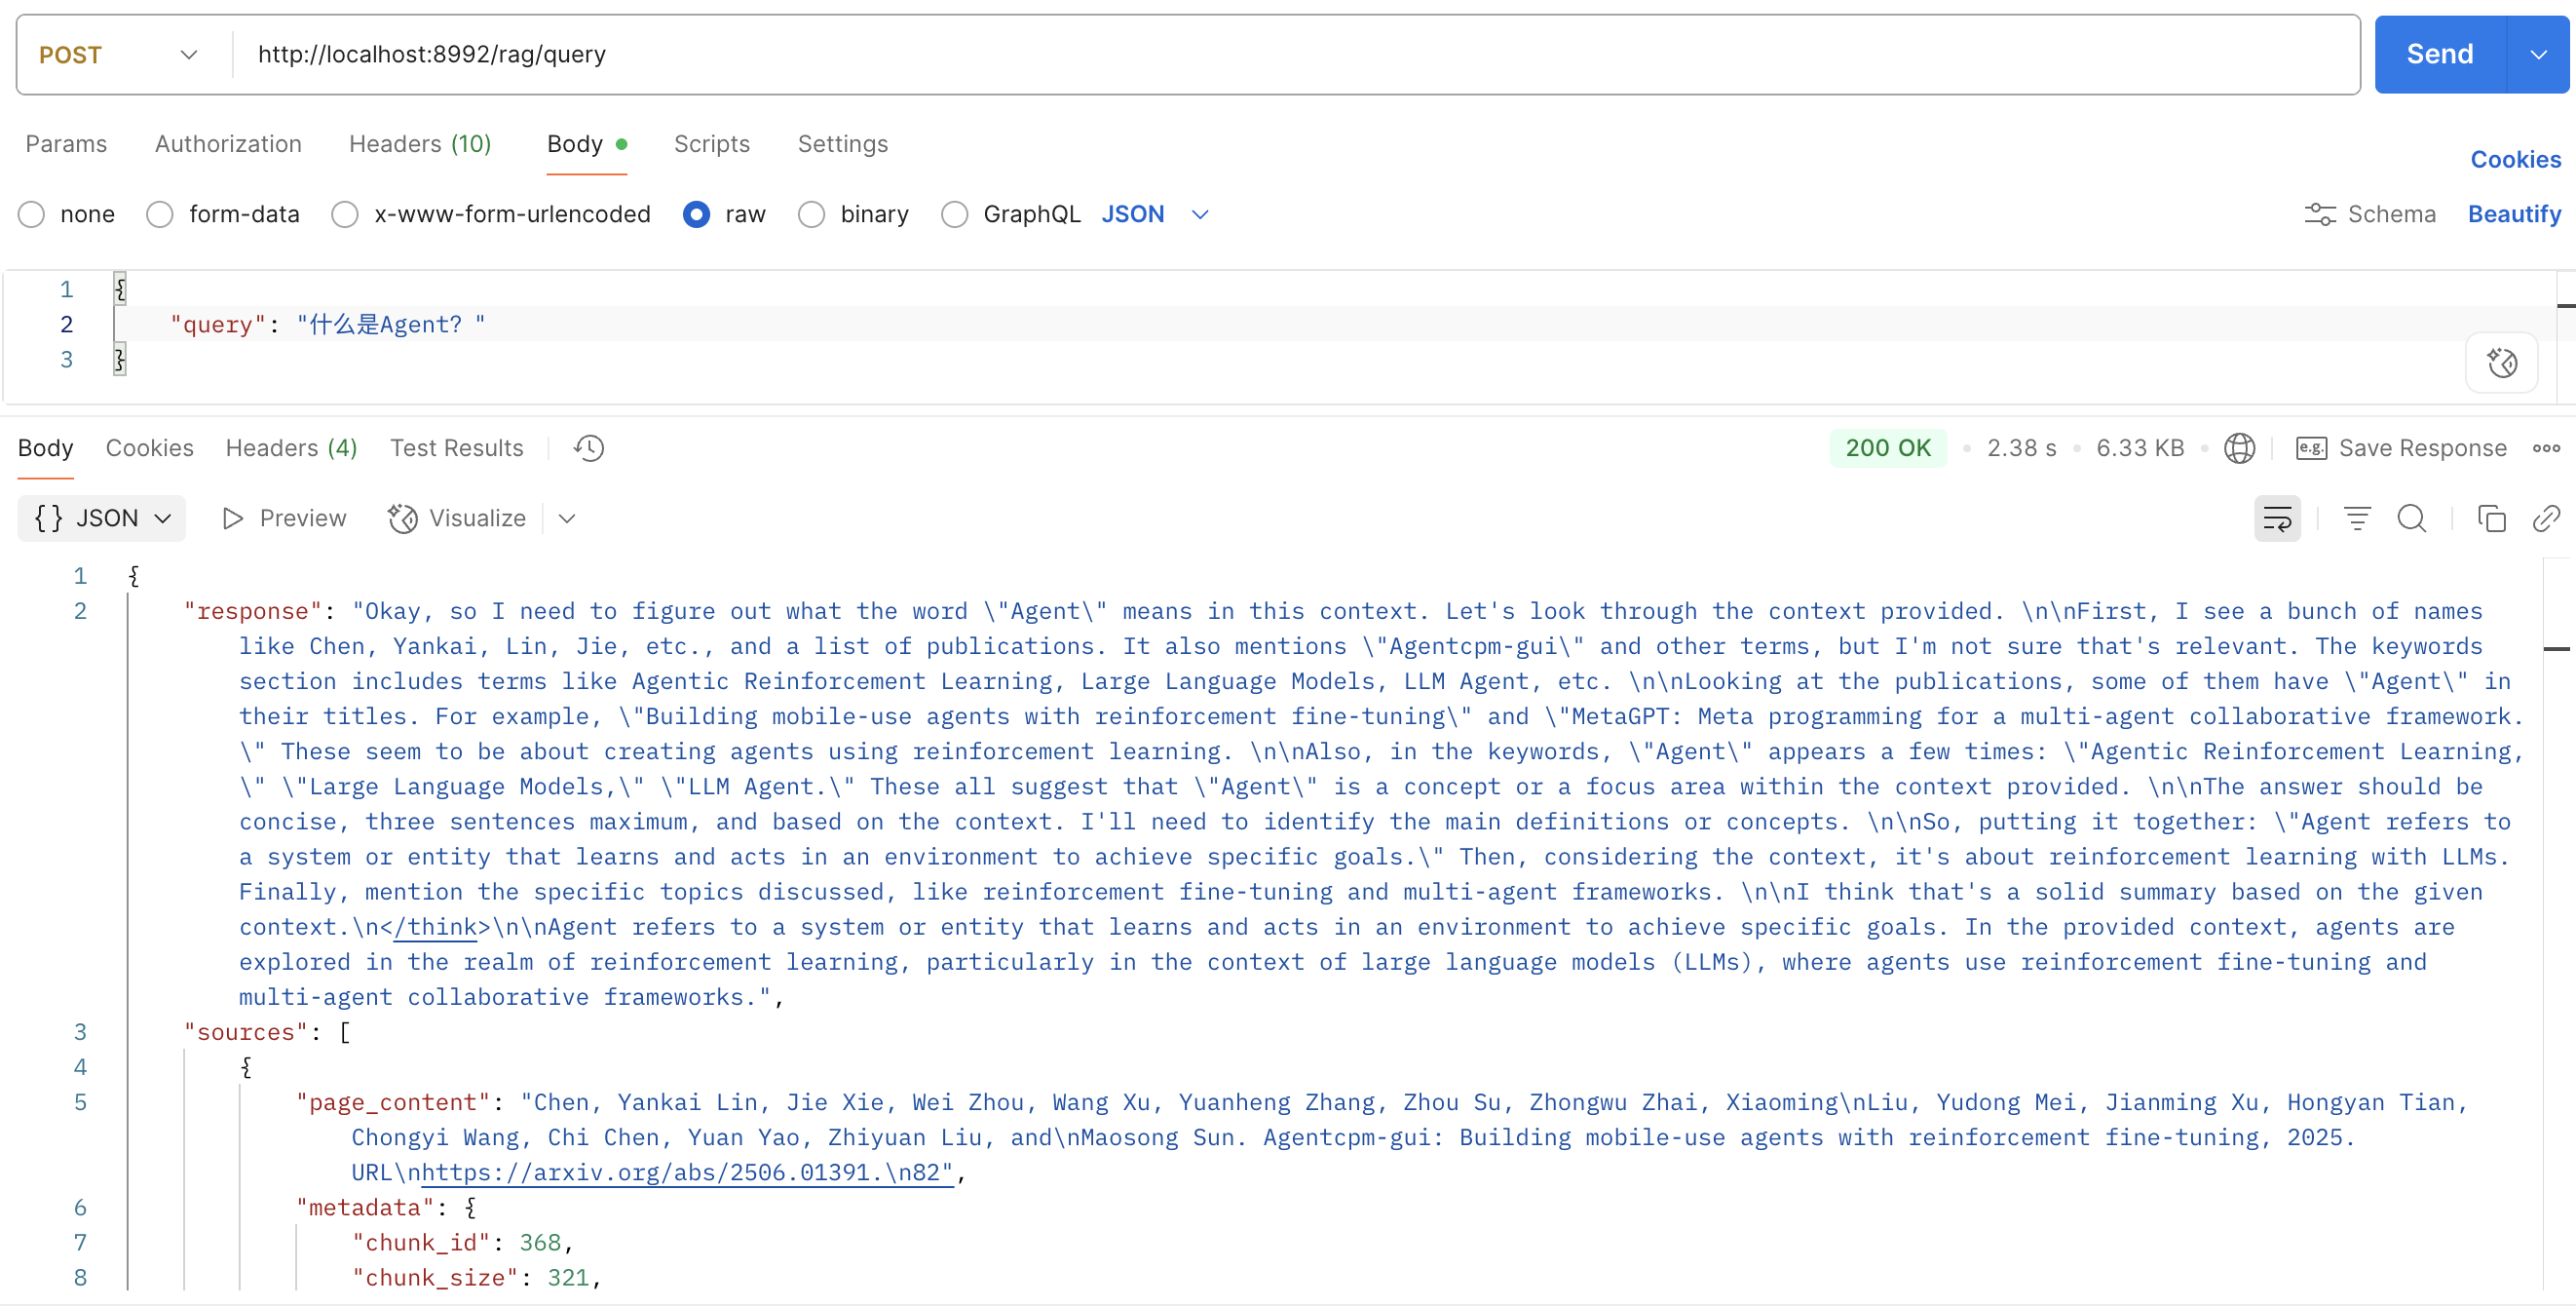 POST http://localhost:8992/rag/query Send
Params Authorization Headers (10) Body Scripts Settings Cookies
none form-data x-www-form-urlencoded raw binary GraphQL JSON Schema Beautify
1 {
2 "query": "什么是Agent？"
3 }
Body Cookies Headers (4) Test Results 200 OK 2.38 s 6.33 KB e.g. Save Response
{} JSON Preview Visualize
1 {
2 "response": "Okay, so I need to figure out what the word \"Agent\" means in this context. Let's look through the context provided. \n\nFirst, I see a bunch of names
like Chen, Yankai, Lin, Jie, etc., and a list of publications. It also mentions \"Agentcpm-gui\" and other terms, but I'm not sure that's relevant. The keywords
section includes terms like Agentic Reinforcement Learning, Large Language Models, LLM Agent, etc. \n\nLooking at the publications, some of them have \"Agent\" in
their titles. For example, \"Building mobile-use agents with reinforcement fine-tuning\" and \"MetaGPT: Meta programming for a multi-agent collaborative framework.
\" These seem to be about creating agents using reinforcement learning. \n\nAlso, in the keywords, \"Agent\" appears a few times: \"Agentic Reinforcement Learning,
\" \"Large Language Models,\" \"LLM Agent.\" These all suggest that \"Agent\" is a concept or a focus area within the context provided. \n\nThe answer should be
concise, three sentences maximum, and based on the context. I'll need to identify the main definitions or concepts. \n\nSo, putting it together: \"Agent refers to
a system or entity that learns and acts in an environment to achieve specific goals.\" Then, considering the context, it's about reinforcement learning with LLMs.
Finally, mention the specific topics discussed, like reinforcement fine-tuning and multi-agent frameworks. \n\nI think that's a solid summary based on the given
context.\n</think>\n\nAgent refers to a system or entity that learns and acts in an environment to achieve specific goals. In the provided context, agents are
explored in the realm of reinforcement learning, particularly in the context of large language models (LLMs), where agents use reinforcement fine-tuning and
multi-agent collaborative frameworks.",
3 "sources": [
4 {
5 "page_content": "Chen, Yankai Lin, Jie Xie, Wei Zhou, Wang Xu, Yuanheng Zhang, Zhou Su, Zhongwu Zhai, Xiaoming\nLiu, Yudong Mei, Jianming Xu, Hongyan Tian,
Chongyi Wang, Chi Chen, Yuan Yao, Zhiyuan Liu, and\nMaosong Sun. Agentcpm-gui: Building mobile-use agents with reinforcement fine-tuning, 2025.
URL\nhttps://arxiv.org/abs/2506.01391.\n82",
6 "metadata": {
7 "chunk_id": 368,
8 "chunk_size": 321,